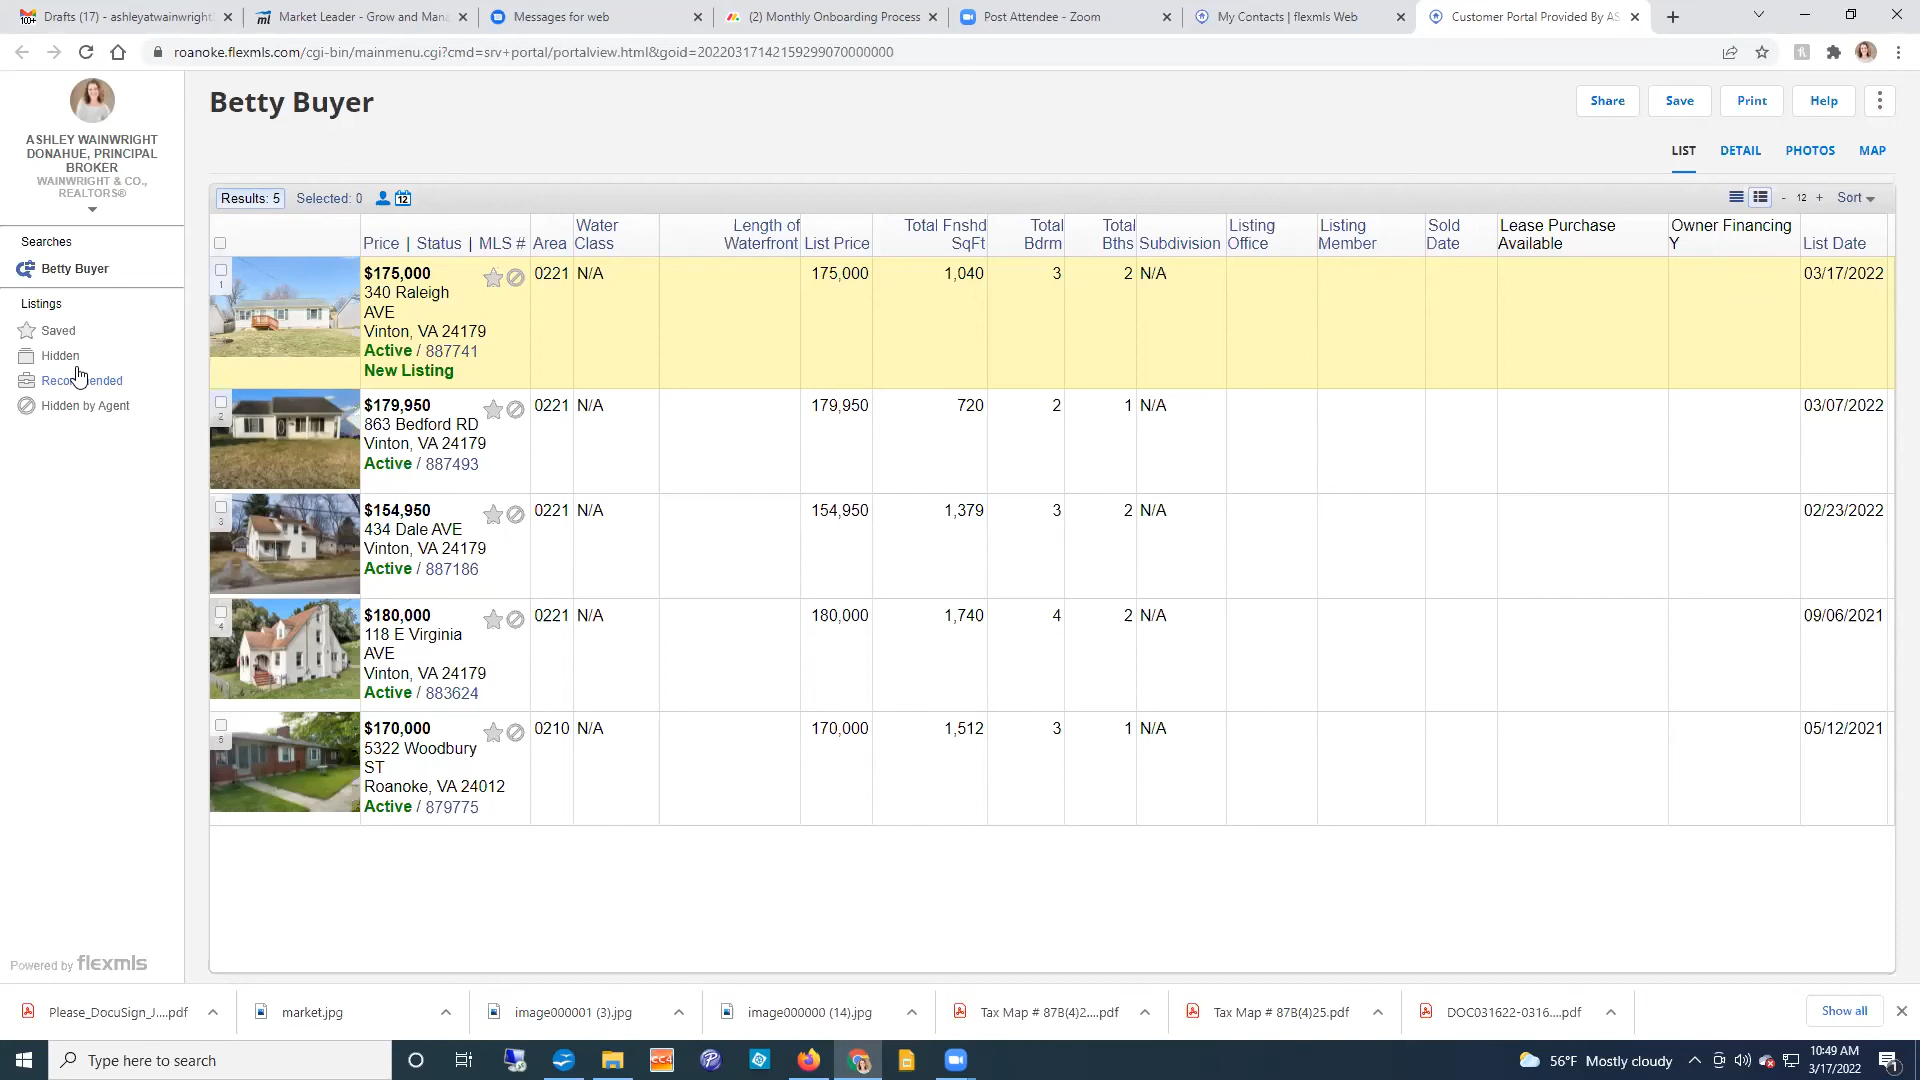 Drafts (17) - ashleyatwainwright
Market Leader - Grow and Man
Messages for web
(2) Monthly Onboarding Process
Post Attendee - Zoom
My Contacts | flexmls Web
Customer Portal Provided By AS
roanoke.flexmls.com/cgi-bin/mainmenu.cgi?cmd=srv+portal/portalview.html&goid=20220317142159299070000000
ASHLEY WAINWRIGHT
DONAHUE, PRINCIPAL
BROKER
WAINWRIGHT & CO.,
REALTORS®
Searches
Betty Buyer
Listings
Saved
Hidden
Hidden by Agent
Powered by flexmls
Betty Buyer
Share
Save
Print
Help
LIST
DETAIL
PHOTOS
MAP
Results: 5
Selected: 0
12
- 12 +
Sort
Price | Status | MLS #
Area
Water
Class
Length of
Waterfront
List Price
Total Fnshd
SqFt
Total
Bdrm
Total
Bths
Subdivision
Listing
Office
Listing
Member
Sold
Date
Lease Purchase
Available
Owner Financing
Y
List Date
1
$175,000
340 Raleigh
AVE
Vinton, VA 24179
Active / 887741
New Listing
0221 N/A 175,000 1,040 3 2 N/A 03/17/2022
2
$179,950
863 Bedford RD
Vinton, VA 24179
Active / 887493
0221 N/A 179,950 720 2 1 N/A 03/07/2022
3
$154,950
434 Dale AVE
Vinton, VA 24179
Active / 887186
0221 N/A 154,950 1,379 3 2 N/A 02/23/2022
4
$180,000
118 E Virginia
AVE
Vinton, VA 24179
Active / 883624
0221 N/A 180,000 1,740 4 2 N/A 09/06/2021
5
$170,000
5322 Woodbury
ST
Roanoke, VA 24012
Active / 879775
0210 N/A 170,000 1,512 3 1 N/A 05/12/2021
Please_DocuSign_J....pdf
market.jpg
image000001 (3).jpg
image000000 (14).jpg
Tax Map # 87B(4)2....pdf
Tax Map # 87B(4)25.pdf
DOC031622-0316....pdf
Show all
Type here to search
CC4
56°F Mostly cloudy
10:49 AM
3/17/2022
1